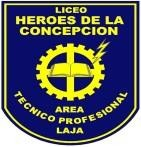 LICEO
HEROES DE LA
CONCEPCION
AREA
TECNICO PROFESIONAL
LAJA